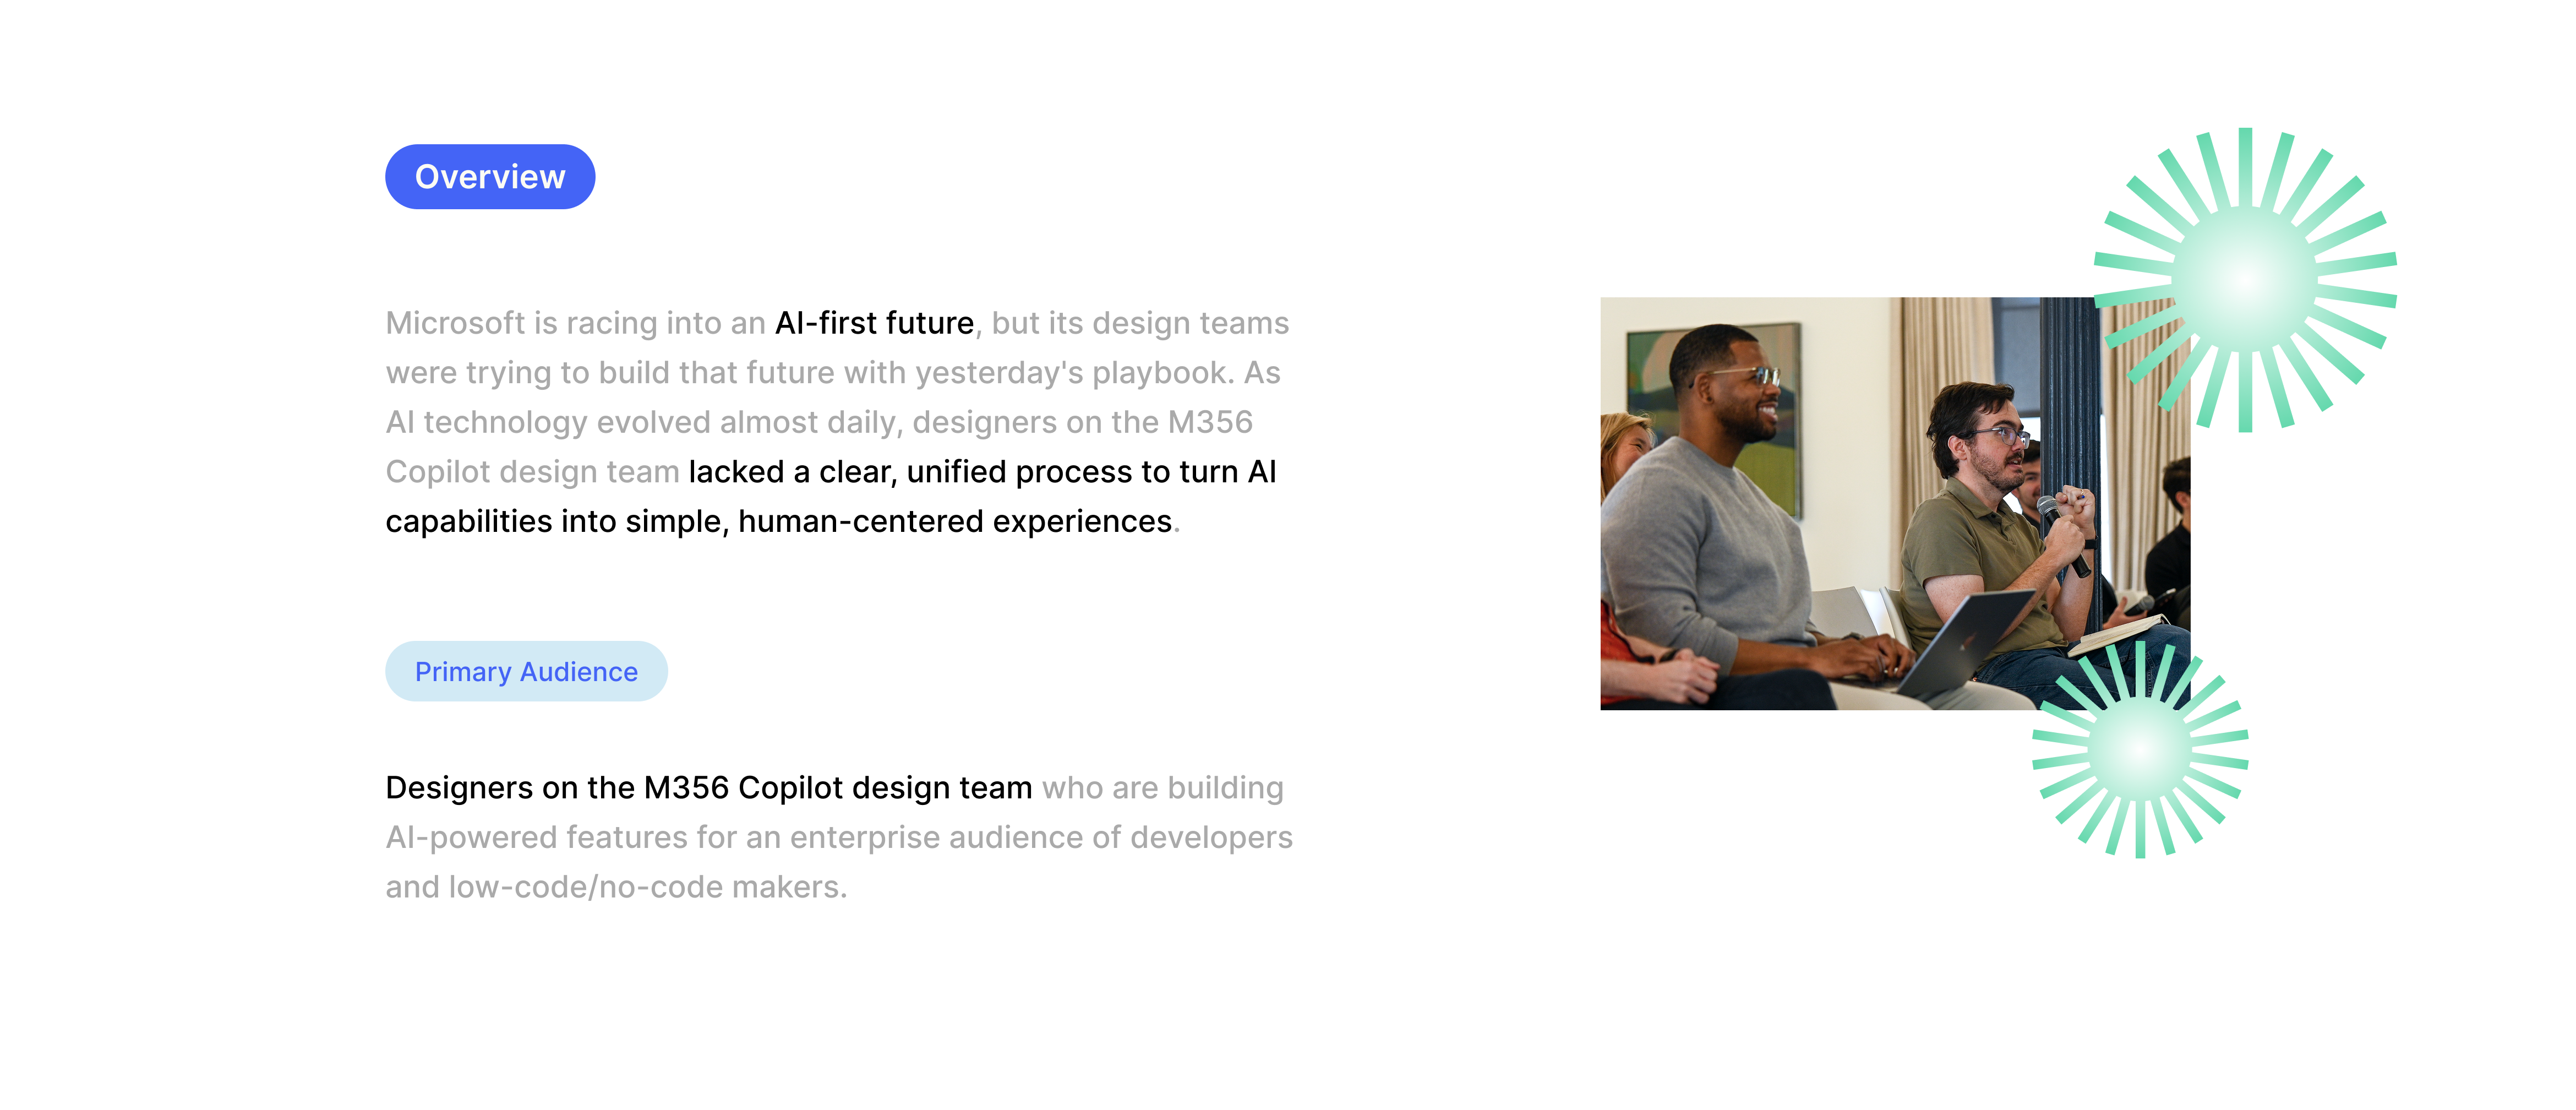 Overview
Microsoft is racing into an AI-first future, but its design teams
were trying to build that future with yesterday's playbook. As
AI technology evolved almost daily, designers on the M356
Copilot design team lacked a clear, unified process to turn AI
capabilities into simple, human-centered experiences.
Primary Audience
Designers on the M356 Copilot design team who are building
AI-powered features for an enterprise audience of developers
and low-code/no-code makers.